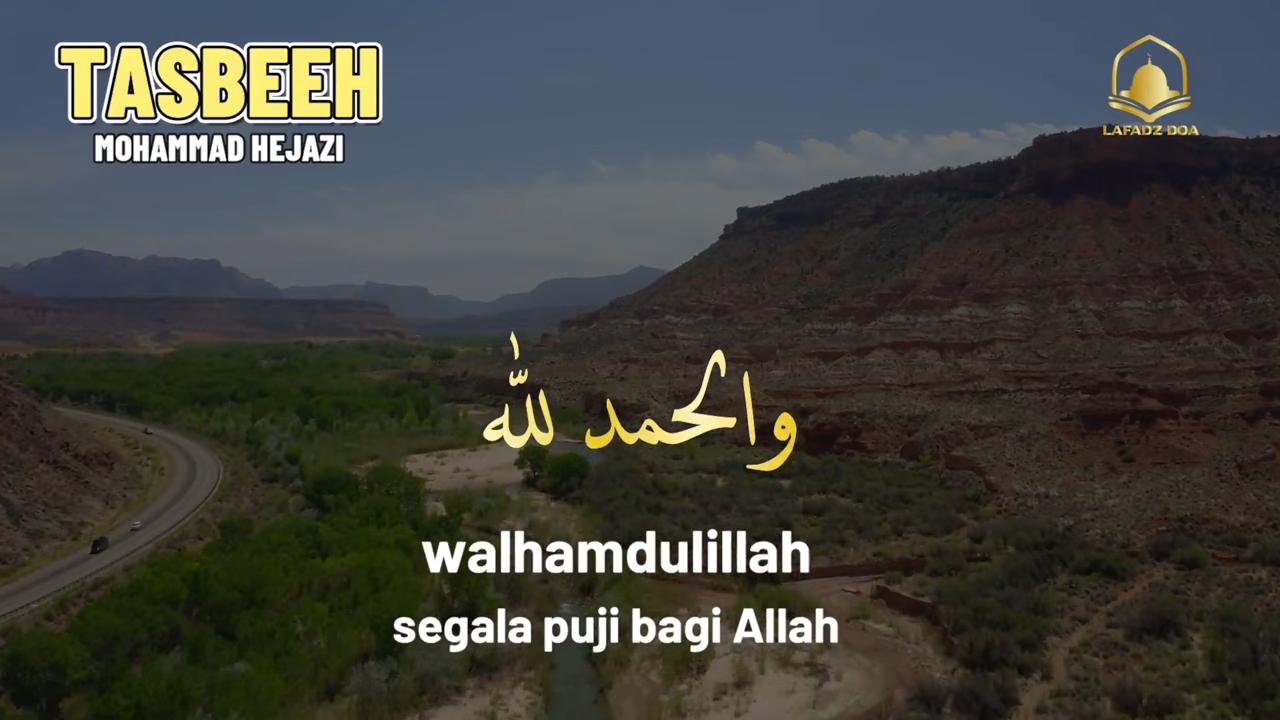 TASBEEH
MOHAMMAD HEJAZI
LAFADZ DOA
والحمد لله
walhamdulillah
segala puji bagi Allah